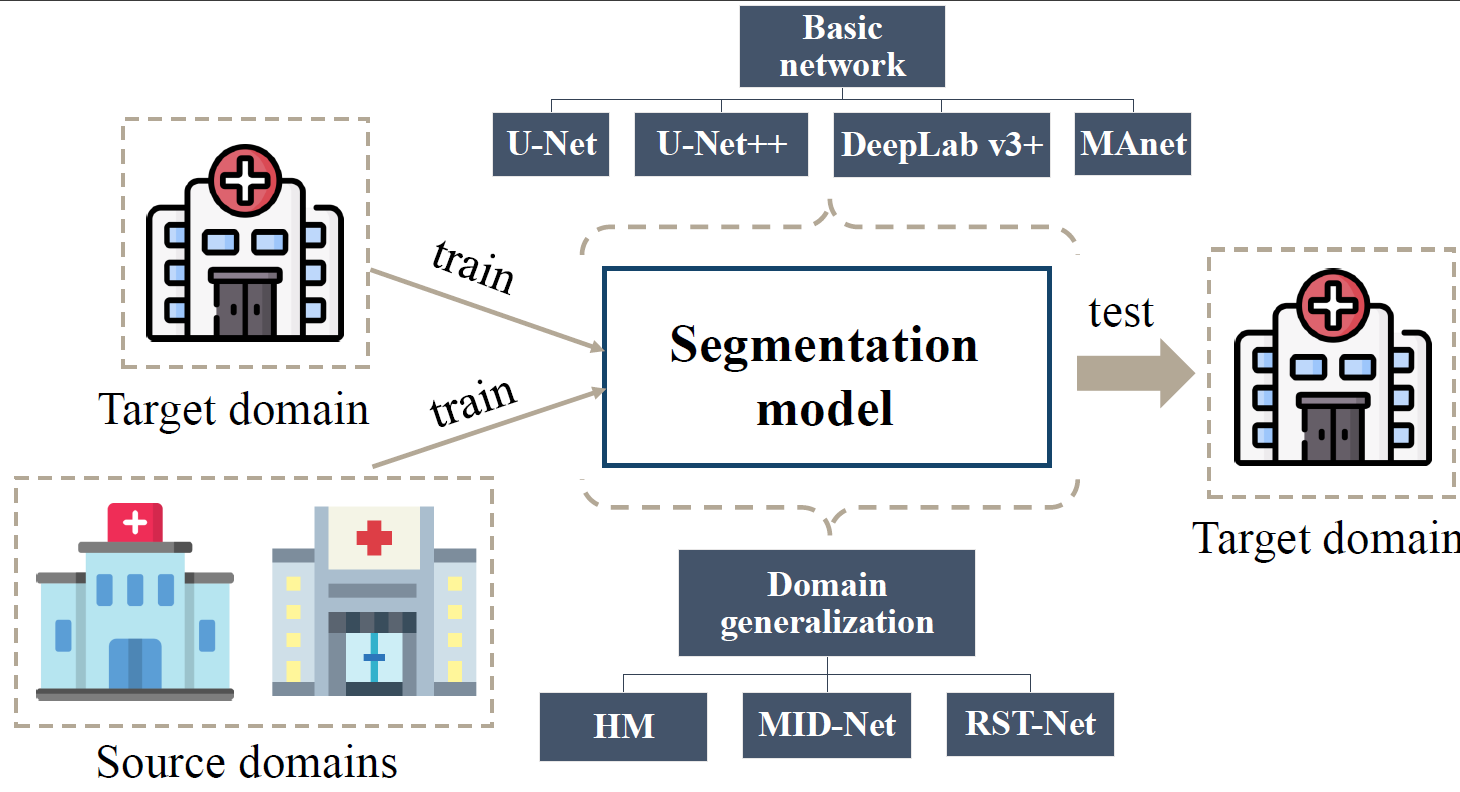 Basic
network
U-Net
U-Net++
DeepLab v3+
MAnet
train
Target domain
train
Segmentation
model
test
Target domain
Source domains
Domain
generalization
HM
MID-Net
RST-Net